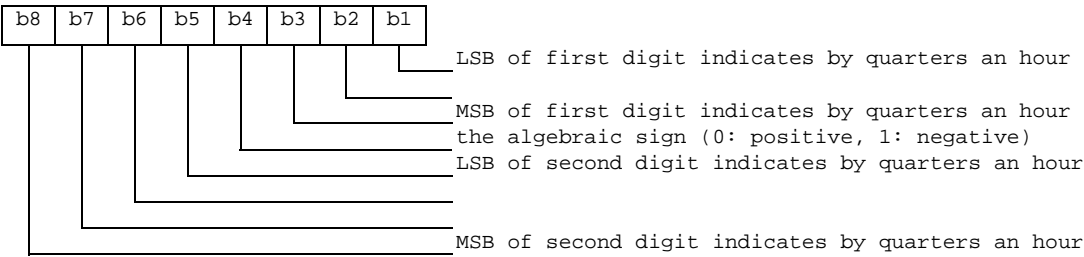 b8 b7 b6 b5 b4 b3 b2 b1
LSB of first digit indicates by quarters an hour
MSB of first digit indicates by quarters an hour
the algebraic sign (0: positive, 1: negative)
LSB of second digit indicates by quarters an hour
MSB of second digit indicates by quarters an hour